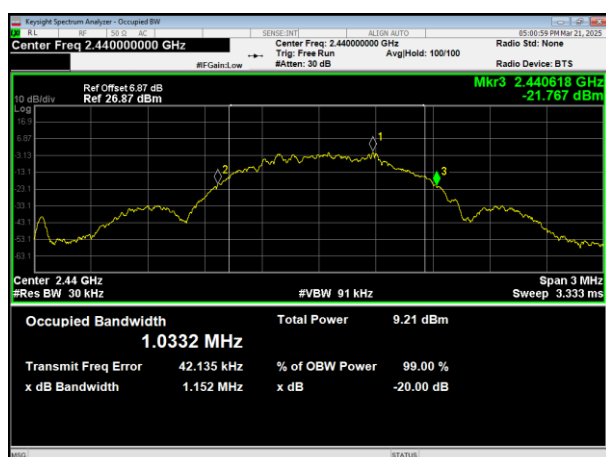 Keysight Spectrum Analyzer - Occupied BW
RL RF 50 Ω AC SENSE:INT ALIGN AUTO 05:00:59 PM Mar 21, 2025
Center Freq 2.440000000 GHz Center Freq: 2.440000000 GHz Radio Std: None
Trig: Free Run Avg|Hold: 100/100
#IFGain:Low #Atten: 30 dB Radio Device: BTS
Ref Offset 6.87 dB Mkr3 2.440618 GHz
10 dB/div Ref 26.87 dBm -21.767 dBm
Log
16.9
6.87
-3.13
-13.1
-23.1
-33.1
-43.1
-53.1
-63.1
1
2
3
Center 2.44 GHz Span 3 MHz
#Res BW 30 kHz #VBW 91 kHz Sweep 3.333 ms
Occupied Bandwidth Total Power 9.21 dBm
1.0332 MHz
Transmit Freq Error 42.135 kHz % of OBW Power 99.00 %
x dB Bandwidth 1.152 MHz x dB -20.00 dB
MSG STATUS